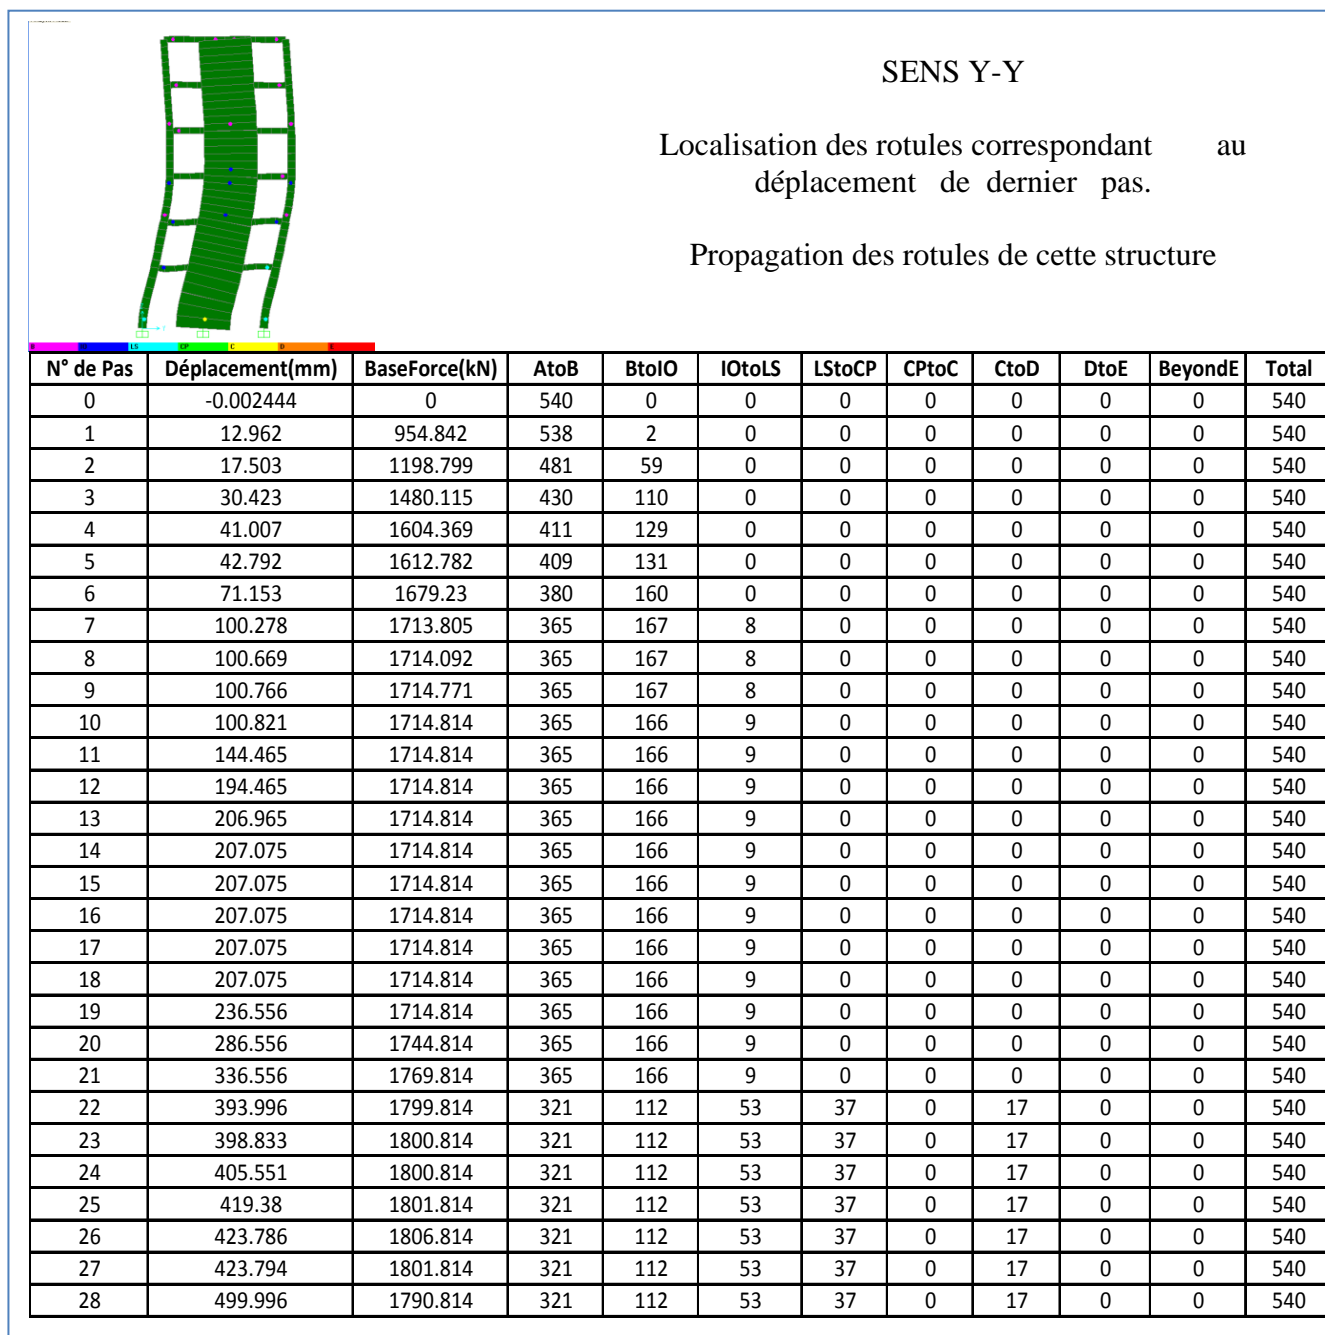 SENS Y-Y
Localisation des rotules correspondant au
déplacement de dernier pas.
Propagation des rotules de cette structure
LS CP C D
N° de Pas Déplacement(mm) BaseForce(kN) AtoB BtoIO IOtoLS LStoCP CPtoC CtoD DtoE BeyondE Total
0 -0.002444 0 540 0 0 0 0 0 0 0 540
1 12.962 954.842 538 2 0 0 0 0 0 0 540
2 17.503 1198.799 481 59 0 0 0 0 0 0 540
3 30.423 1480.115 430 110 0 0 0 0 0 0 540
4 41.007 1604.369 411 129 0 0 0 0 0 0 540
5 42.792 1612.782 409 131 0 0 0 0 0 0 540
6 71.153 1679.23 380 160 0 0 0 0 0 0 540
7 100.278 1713.805 365 167 8 0 0 0 0 0 540
8 100.669 1714.092 365 167 8 0 0 0 0 0 540
9 100.766 1714.771 365 167 8 0 0 0 0 0 540
10 100.821 1714.814 365 166 9 0 0 0 0 0 540
11 144.465 1714.814 365 166 9 0 0 0 0 0 540
12 194.465 1714.814 365 166 9 0 0 0 0 0 540
13 206.965 1714.814 365 166 9 0 0 0 0 0 540
14 207.075 1714.814 365 166 9 0 0 0 0 0 540
15 207.075 1714.814 365 166 9 0 0 0 0 0 540
16 207.075 1714.814 365 166 9 0 0 0 0 0 540
17 207.075 1714.814 365 166 9 0 0 0 0 0 540
18 207.075 1714.814 365 166 9 0 0 0 0 0 540
19 236.556 1714.814 365 166 9 0 0 0 0 0 540
20 286.556 1744.814 365 166 9 0 0 0 0 0 540
21 336.556 1769.814 365 166 9 0 0 0 0 0 540
22 393.996 1799.814 321 112 53 37 0 17 0 0 540
23 398.833 1800.814 321 112 53 37 0 17 0 0 540
24 405.551 1800.814 321 112 53 37 0 17 0 0 540
25 419.38 1801.814 321 112 53 37 0 17 0 0 540
26 423.786 1806.814 321 112 53 37 0 17 0 0 540
27 423.794 1801.814 321 112 53 37 0 17 0 0 540
28 499.996 1790.814 321 112 53 37 0 17 0 0 540